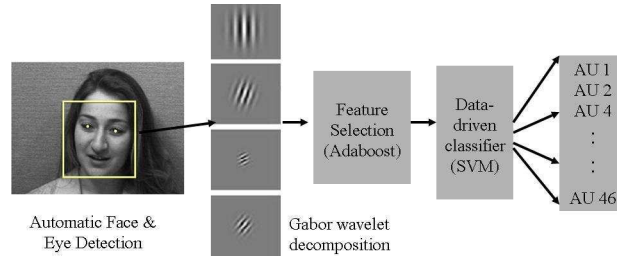 Automatic Face &
Eye Detection
Gabor wavelet
decomposition
Feature
Selection
(Adaboost)
Data-
driven
classifier
(SVM)
AU 1
AU 2
AU 4
:
:
AU 46